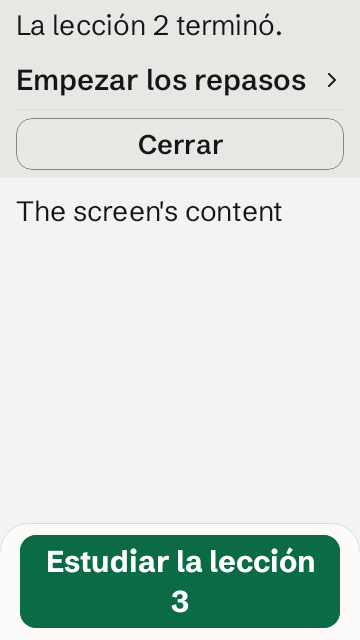 La lección 2 terminó.
Empezar los repasos
Cerrar
The screen's content
Estudiar la lección
3